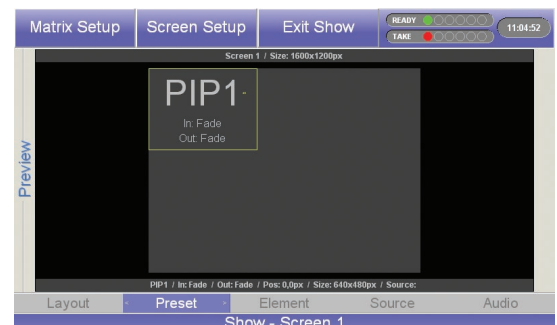 Matrix Setup Screen Setup Exit Show READY TAKE 11:04:52
Screen 1 / Size: 1600x1200px
PIP1
In: Fade
Out: Fade
Preview
PIP1 / In: Fade / Out: Fade / Pos: 0,0px / Size: 640x480px / Source:
Layout Preset Element Source Audio
Show - Screen 1